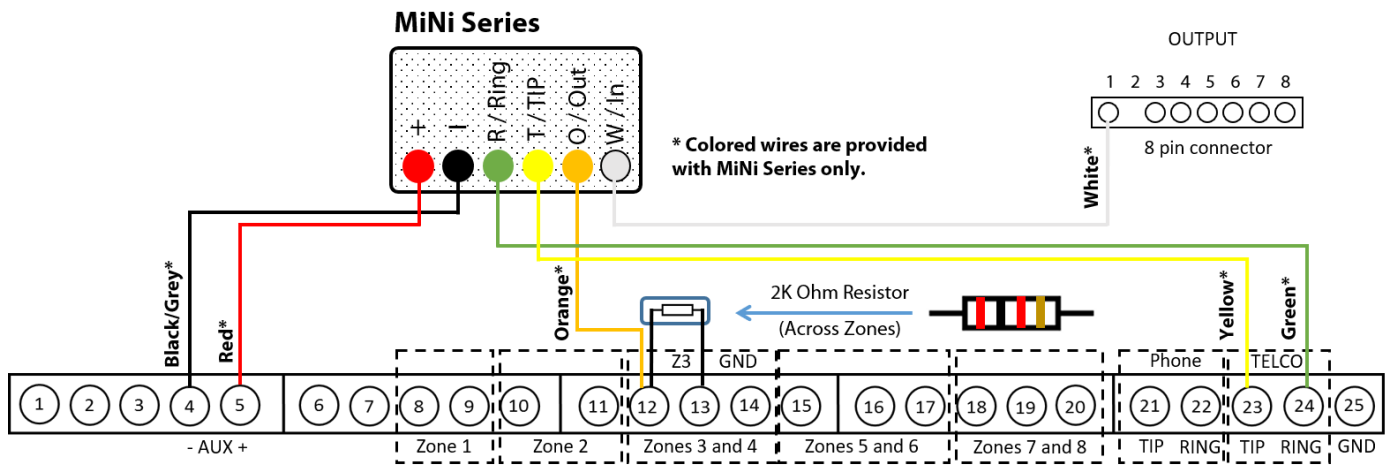 MiNi Series
OUTPUT
1 2 3 4 5 6 7 8
8 pin connector
+
–
R / Ring
T / TIP
O / Out
W / In
* Colored wires are provided
with MiNi Series only.
White*
Black/Grey*
Red*
Orange*
2K Ohm Resistor
(Across Zones)
Yellow*
Green*
Z3 GND
Phone
TELCO
1 2 3 4 5 6 7 8 9 10 11 12 13 14 15 16 17 18 19 20 21 22 23 24 25
- AUX +
Zone 1
Zone 2
Zones 3 and 4
Zones 5 and 6
Zones 7 and 8
TIP RING TIP RING GND